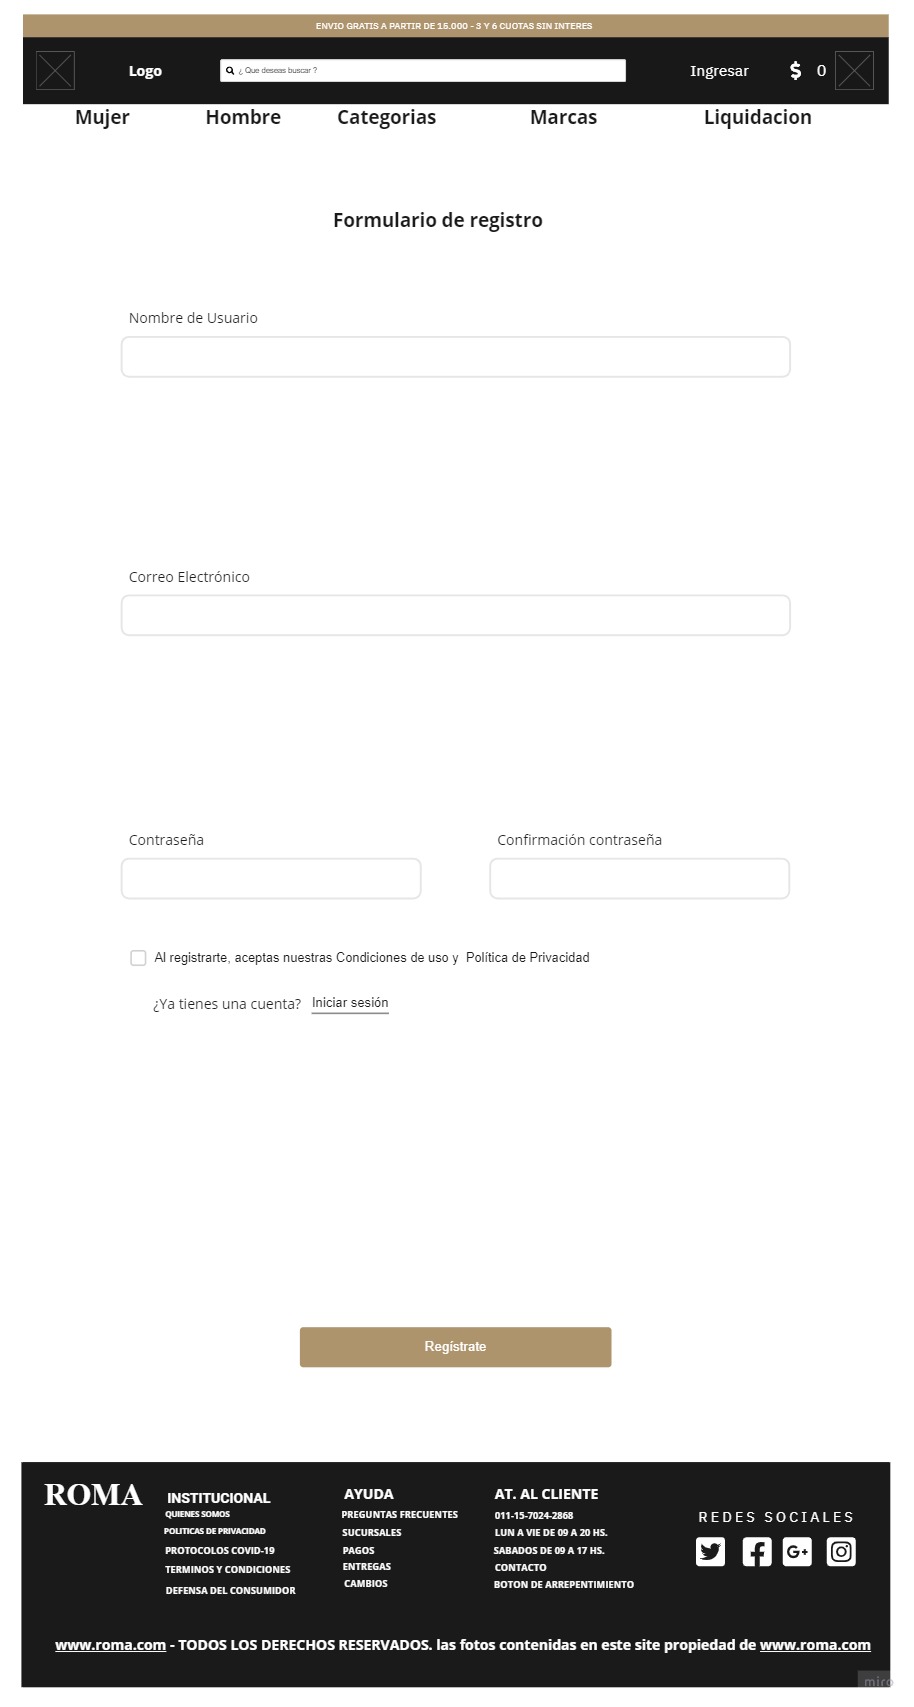 ENVIO GRATIS A PARTIR DE 15.000 - 3 Y 6 CUOTAS SIN INTERES
Logo
¿ Que deseas buscar ?
Ingresar
$ 0
Mujer Hombre Categorias Marcas Liquidacion
Formulario de registro
Nombre de Usuario
Correo Electrónico
Contraseña
Confirmación contraseña
Al registrarte, aceptas nuestras Condiciones de uso y Política de Privacidad
¿Ya tienes una cuenta? Iniciar sesión
Regístrate
ROMA
INSTITUCIONAL
QUIENES SOMOS
POLITICAS DE PRIVACIDAD
PROTOCOLOS COVID-19
TERMINOS Y CONDICIONES
DEFENSA DEL CONSUMIDOR
AYUDA
PREGUNTAS FRECUENTES
SUCURSALES
PAGOS
ENTREGAS
CAMBIOS
AT. AL CLIENTE
011-15-7024-2868
LUN A VIE DE 09 A 20 HS.
SABADOS DE 09 A 17 HS.
CONTACTO
BOTON DE ARREPENTIMIENTO
REDES SOCIALES
G+
www.roma.com - TODOS LOS DERECHOS RESERVADOS. las fotos contenidas en este site propiedad de www.roma.com
miro